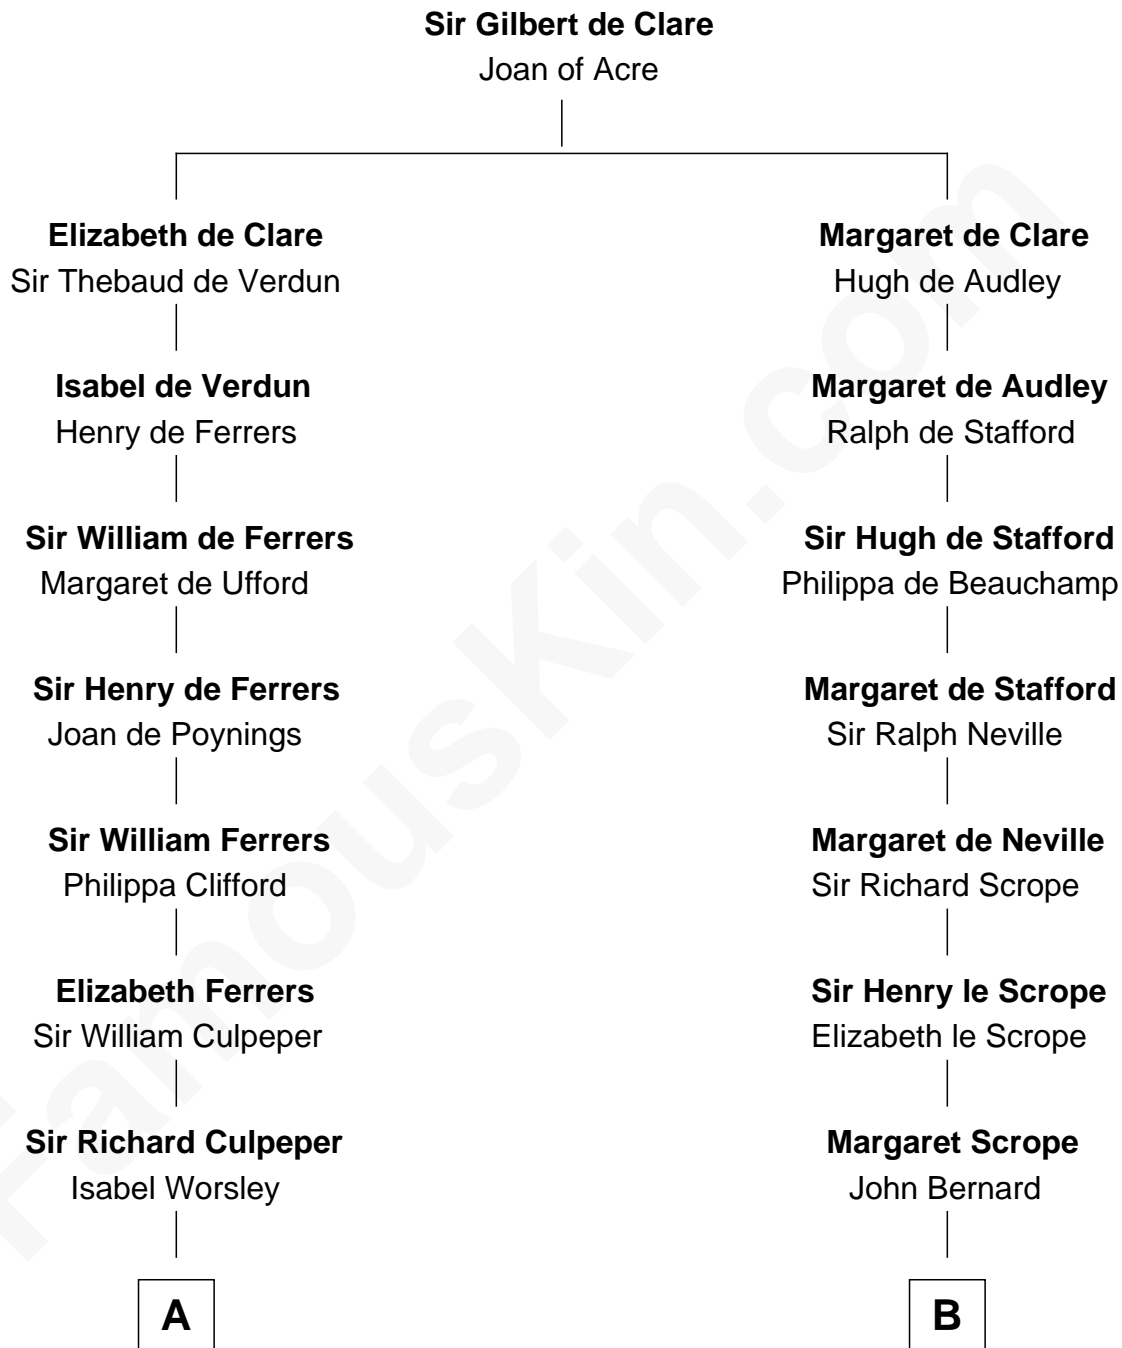 Sir Gilbert de Clare
Joan of Acre
Elizabeth de Clare
Sir Thebaud de Verdun
Margaret de Clare
Hugh de Audley
Isabel de Verdun
Henry de Ferrers
Margaret de Audley
Ralph de Stafford
Sir William de Ferrers
Margaret de Ufford
Sir Hugh de Stafford
Philippa de Beauchamp
Sir Henry de Ferrers
Joan de Poynings
Margaret de Stafford
Sir Ralph Neville
Sir William Ferrers
Philippa Clifford
Margaret de Neville
Sir Richard Scrope
Elizabeth Ferrers
Sir William Culpeper
Sir Henry le Scrope
Elizabeth le Scrope
Sir Richard Culpeper
Isabel Worsley
Margaret Scrope
John Bernard
A
B
FamousKin.com